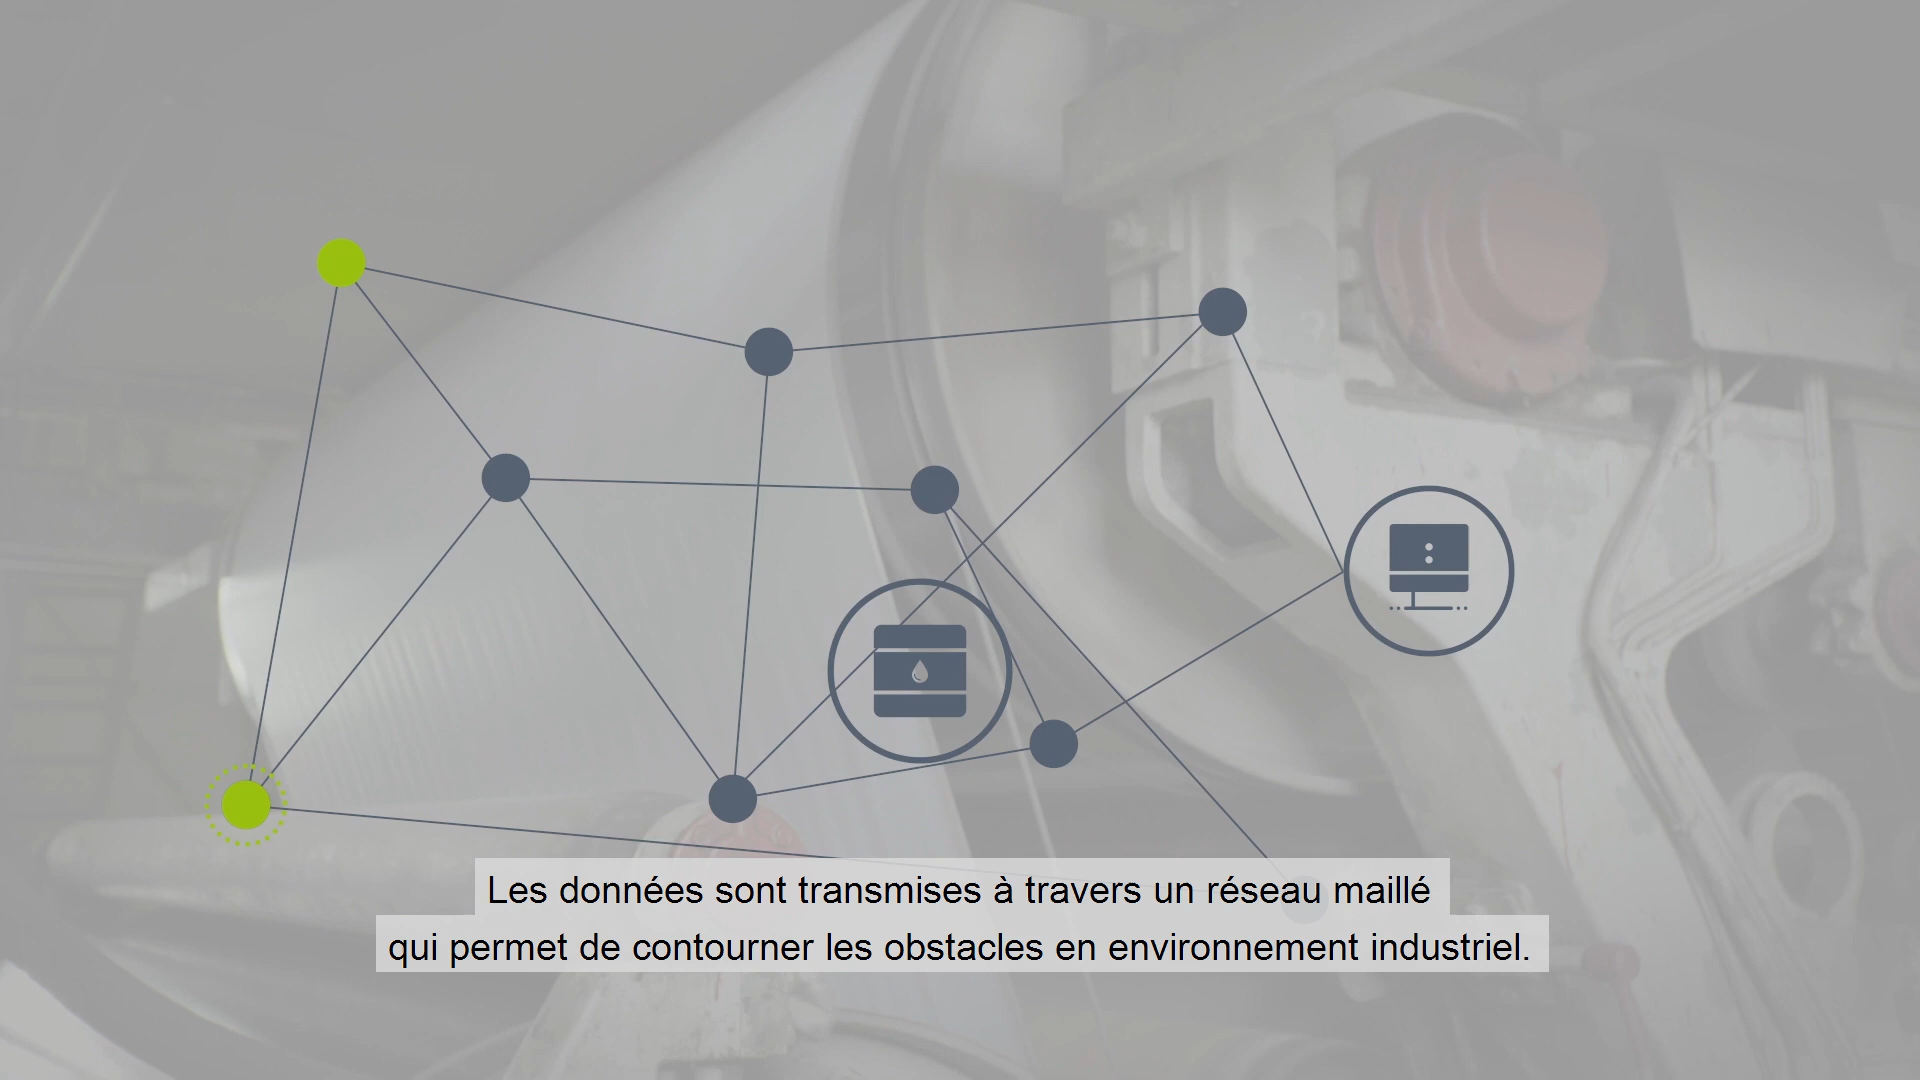 Les données sont transmises à travers un réseau maillé
qui permet de contourner les obstacles en environnement industriel.